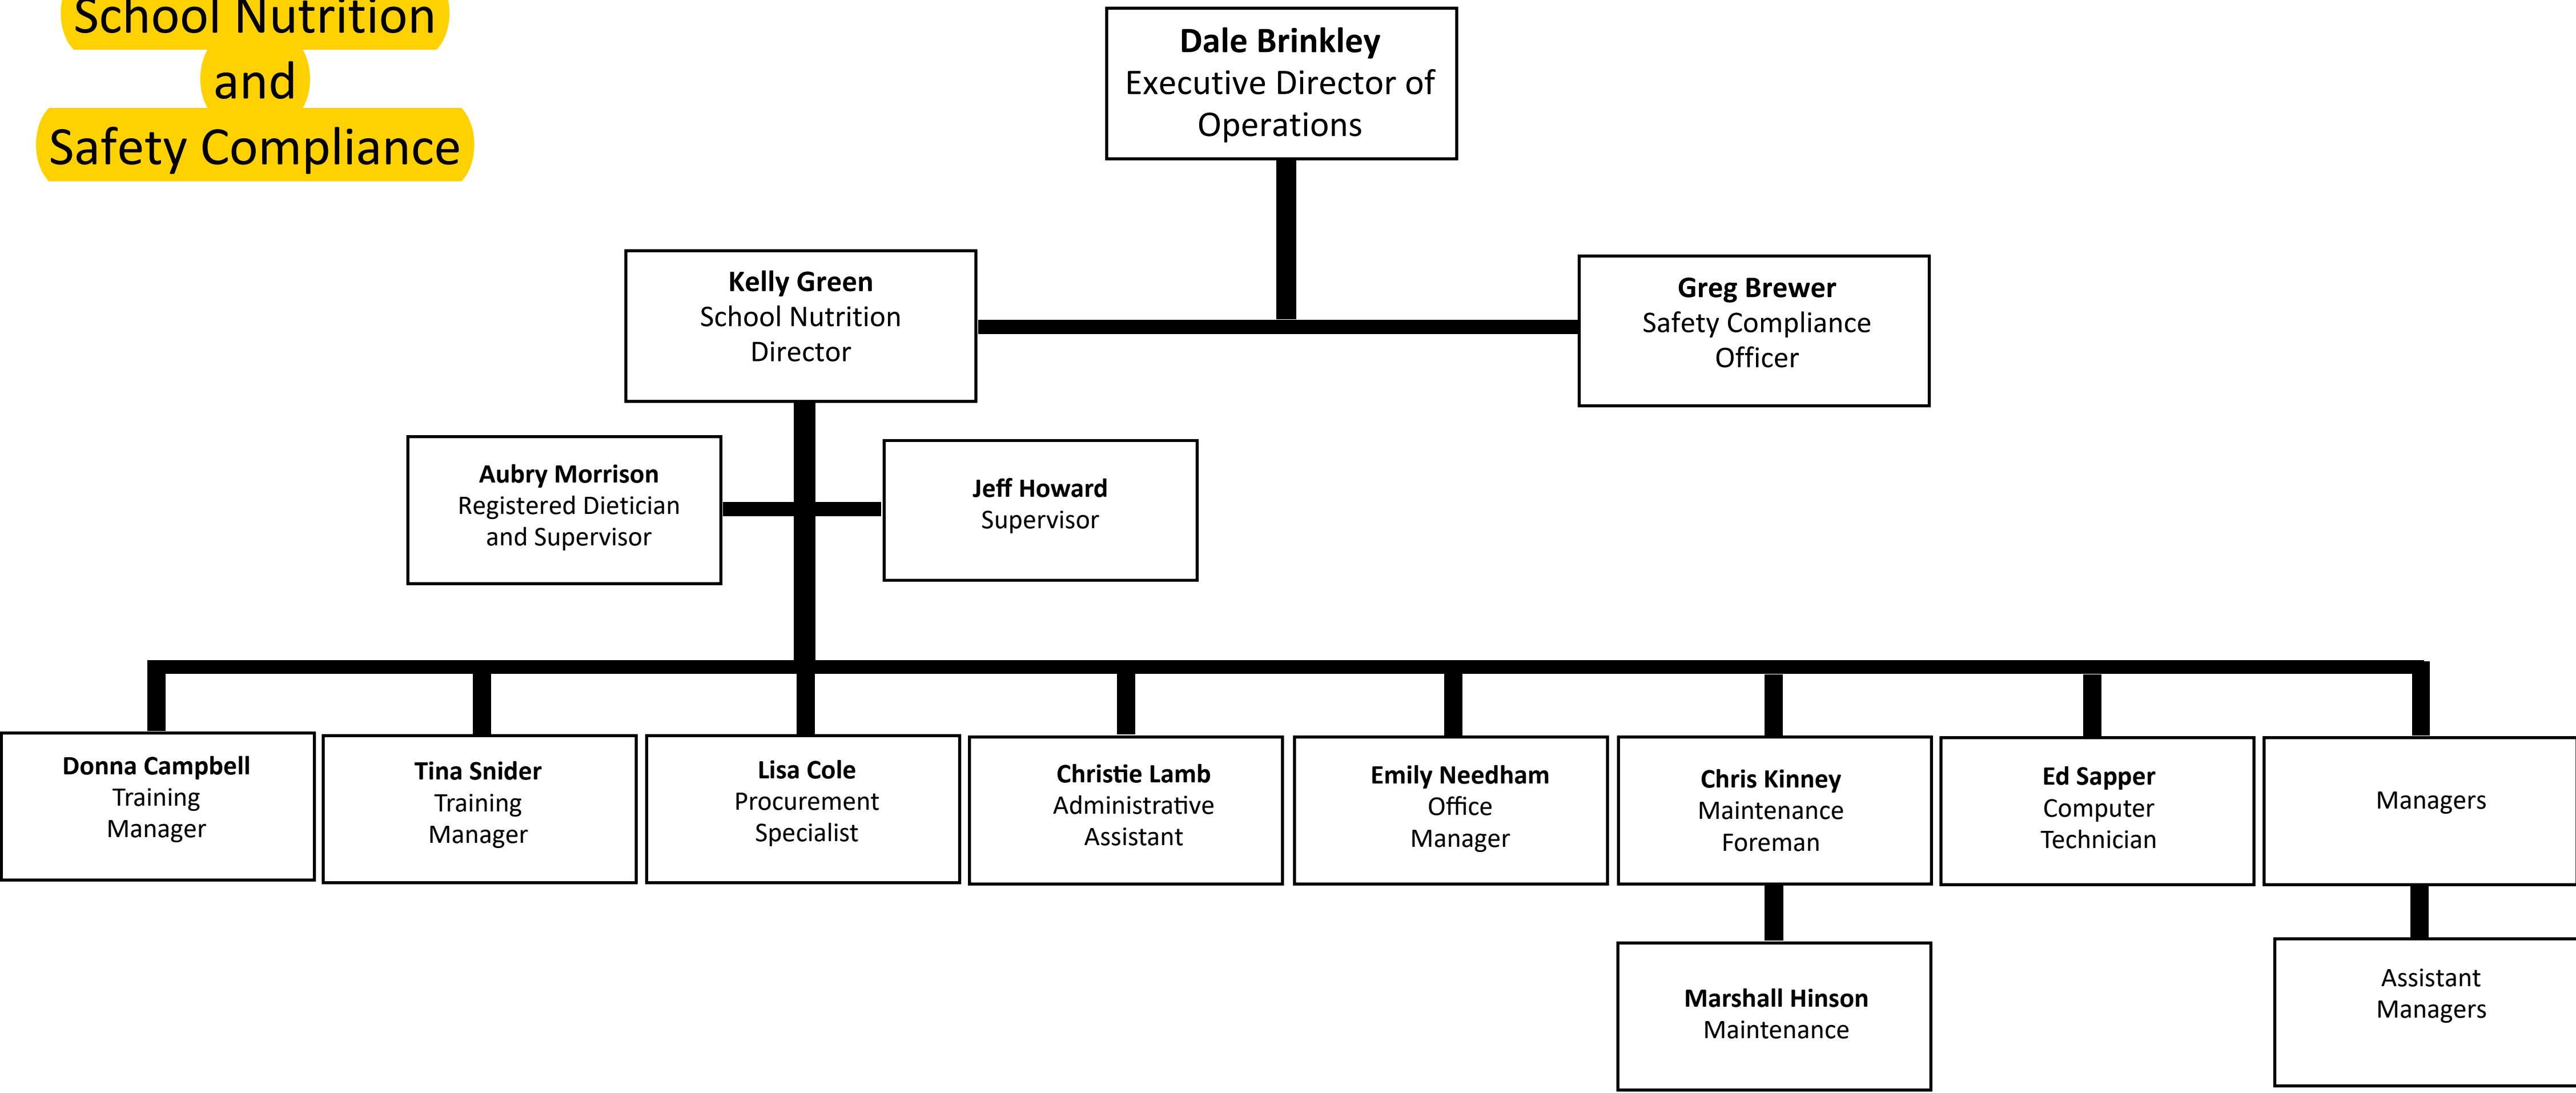 School Nutrition
and
Safety Compliance
Dale Brinkley
Executive Director of
Operations
Kelly Green
School Nutrition
Director
Greg Brewer
Safety Compliance
Officer
Aubry Morrison
Registered Dietician
and Supervisor
Jeff Howard
Supervisor
Donna Campbell
Training
Manager
Tina Snider
Training
Manager
Lisa Cole
Procurement
Specialist
Christie Lamb
Administrative
Assistant
Emily Needham
Office
Manager
Chris Kinney
Maintenance
Foreman
Ed Sapper
Computer
Technician
Managers
Marshall Hinson
Maintenance
Assistant
Managers